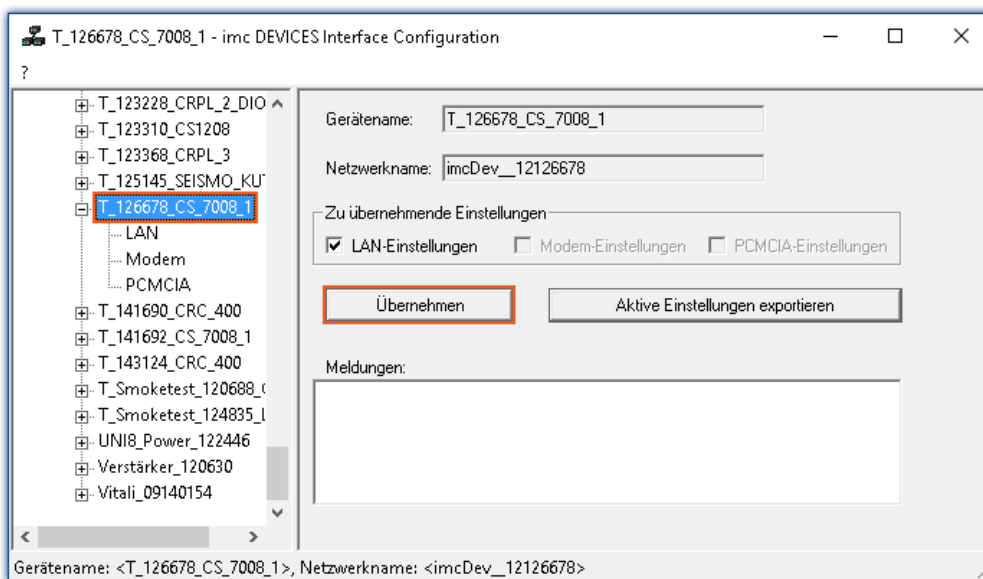 T_126678_CS_7008_1 - imc DEVICES Interface Configuration
?
T_123228_CRPL_2_DIO
T_123310_CS1208
T_123368_CRPL_3
T_125145_SEISMO_KU
T_126678_CS_7008_1
LAN
Modem
PCMCIA
T_141690_CRC_400
T_141692_CS_7008_1
T_143124_CRC_400
T_Smoketest_120688_
T_Smoketest_124835_L
UNI8_Power_122446
Verstärker_120630
Vitali_09140154
Gerätename: T_126678_CS_7008_1
Netzwerkname: imcDev__12126678
Zu übernehmende Einstellungen
LAN-Einstellungen Modem-Einstellungen PCMCIA-Einstellungen
Übernehmen Aktive Einstellungen exportieren
Meldungen:
Gerätename: <T_126678_CS_7008_1>, Netzwerkname: <imcDev__12126678>